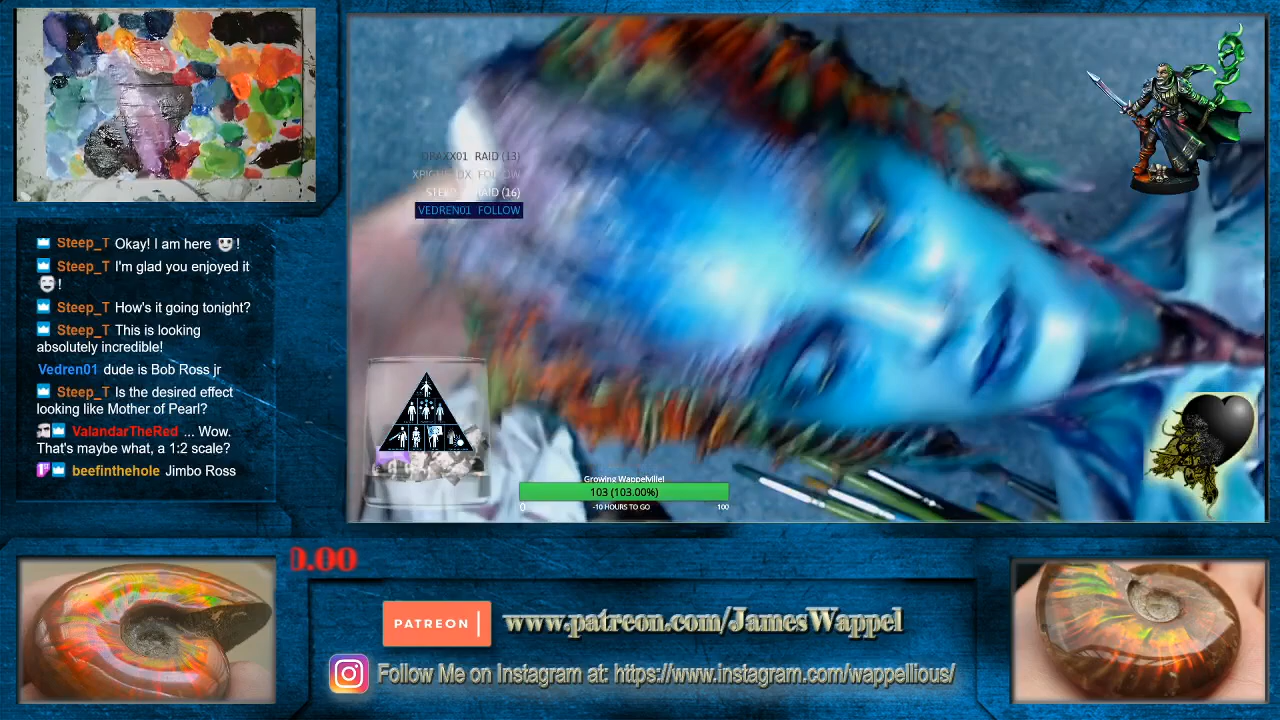 DRAXX01 RAID (13)
FOLLOW
RAID (16)
VEDREN01 FOLLOW
Steep_T Okay! I am here !
Steep_T I'm glad you enjoyed it
!
Steep_T How's it going tonight?
Steep_T This is looking
absolutely incredible!
Vedren01 dude is Bob Ross jr
Steep_T Is the desired effect
looking like Mother of Pearl?
ValandarTheRed ... Wow.
That's maybe what, a 1:2 scale?
beefinthehole Jimbo Ross
Growing Wappelville!
103 (103.00%)
0 -10 HOURS TO GO 100
0.00
PATREON
www.patreon.com/JamesWappel
Follow Me on Instagram at: https://www.instagram.com/wappellious/